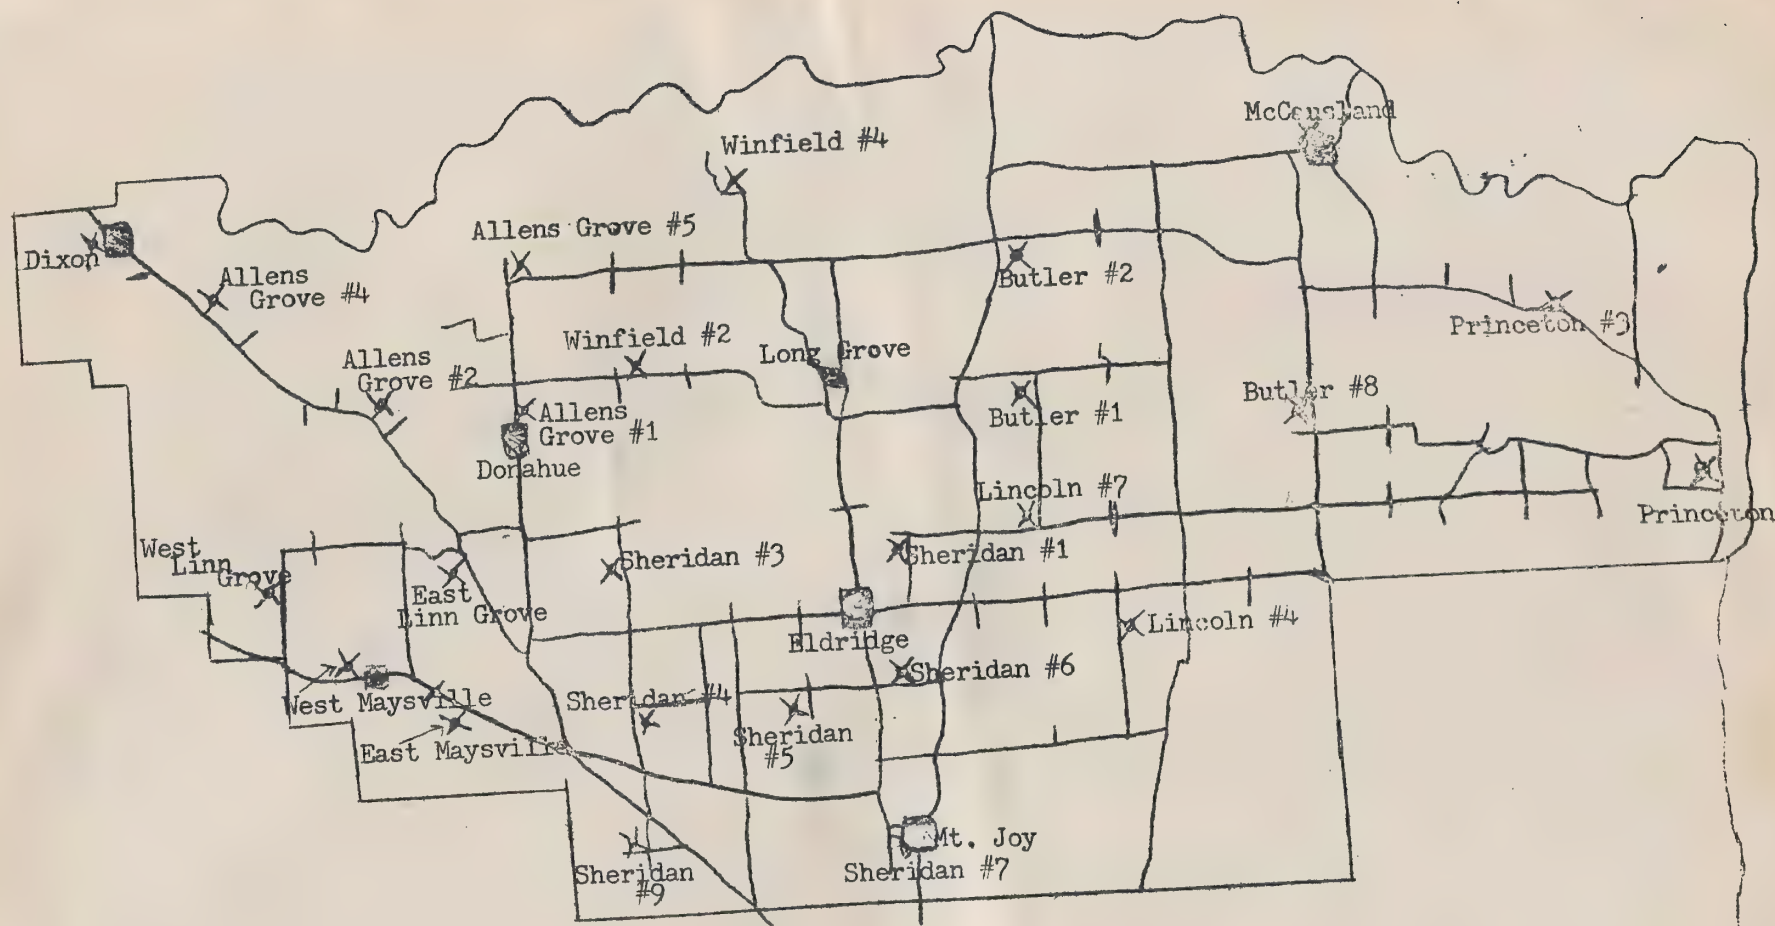 McCausland
Winfield #4
Allens Grove #5
Dixon
Allens
Grove #4
Butler #2
Princeton #3
Winfield #2
Long Grove
Allens
Grove #2
Butler #8
Allens
Grove #1
Butler #1
Donahue
Lincoln #7
Princeton
West
Linn
Grove
Sheridan #3
Sheridan #1
East
Linn Grove
Lincoln #4
Eldridge
Sheridan #6
West Maysville
Sheridan #4
East Maysville
Sheridan
#5
Mt. Joy
Sheridan #7
Sheridan
#9